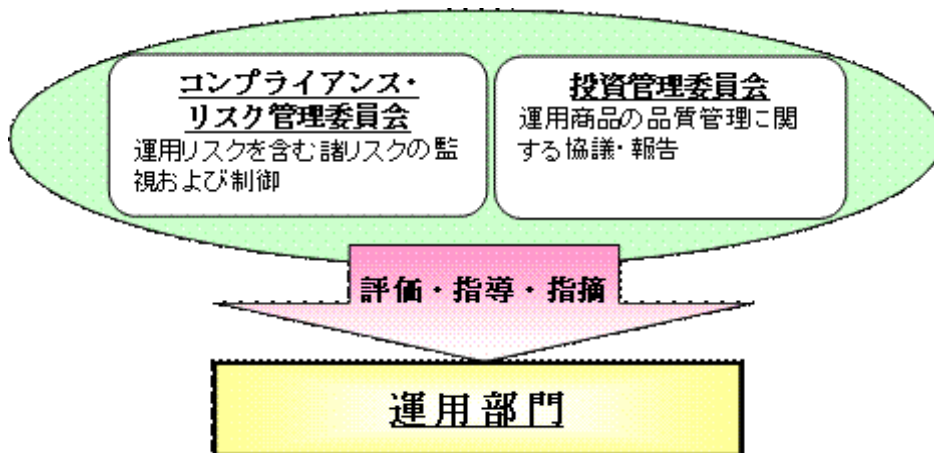 コンプライアンス・
リスク管理委員会
運用リスクを含む諸リスクの監
視および制御
投資管理委員会
運用商品の品質管理に関
する協議・報告
評価・指導・指摘
運用部門